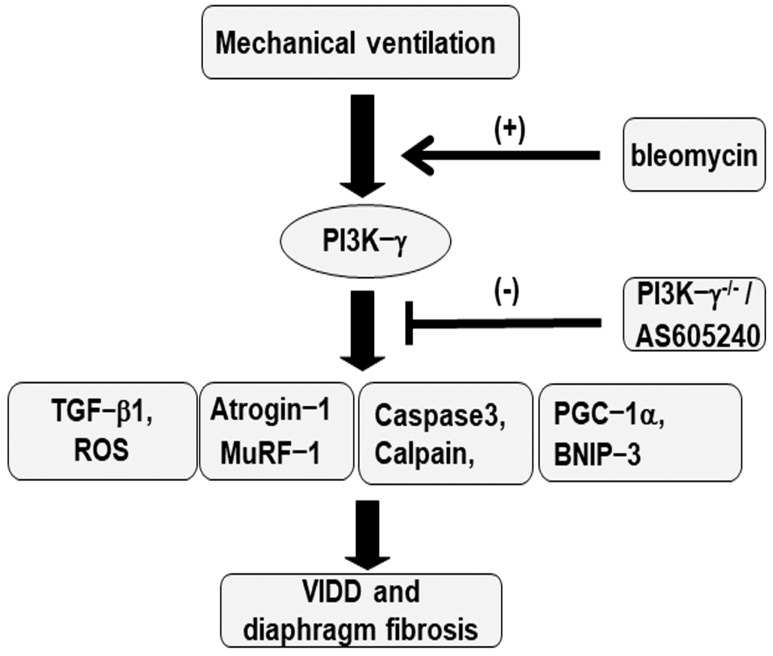 Mechanical ventilation
(+)
bleomycin
PI3K−γ
(-)
PI3K−γ-/- /
AS605240
TGF−β1,
ROS
Atrogin−1
MuRF−1
Caspase3,
Calpain,
PGC−1α,
BNIP−3
VIDD and
diaphragm fibrosis